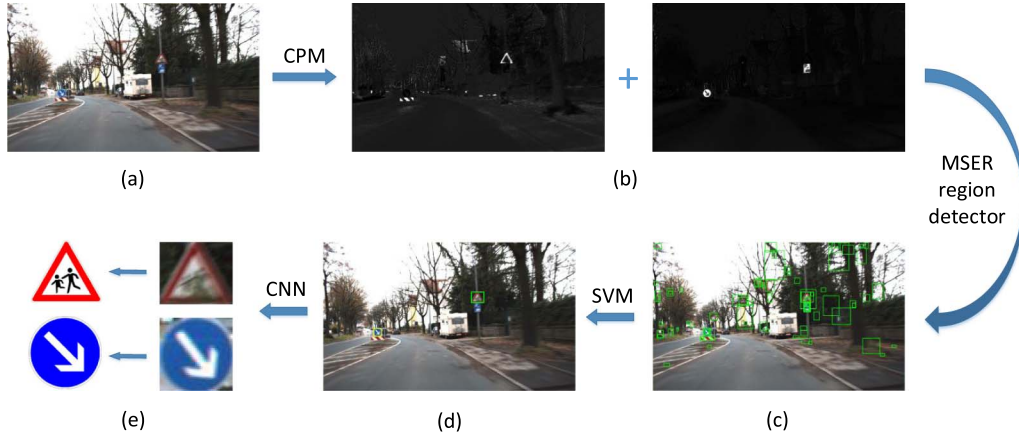 CPM
+
(a)
(b)
MSER
region
detector
CNN
SVM
(e)
(d)
(c)